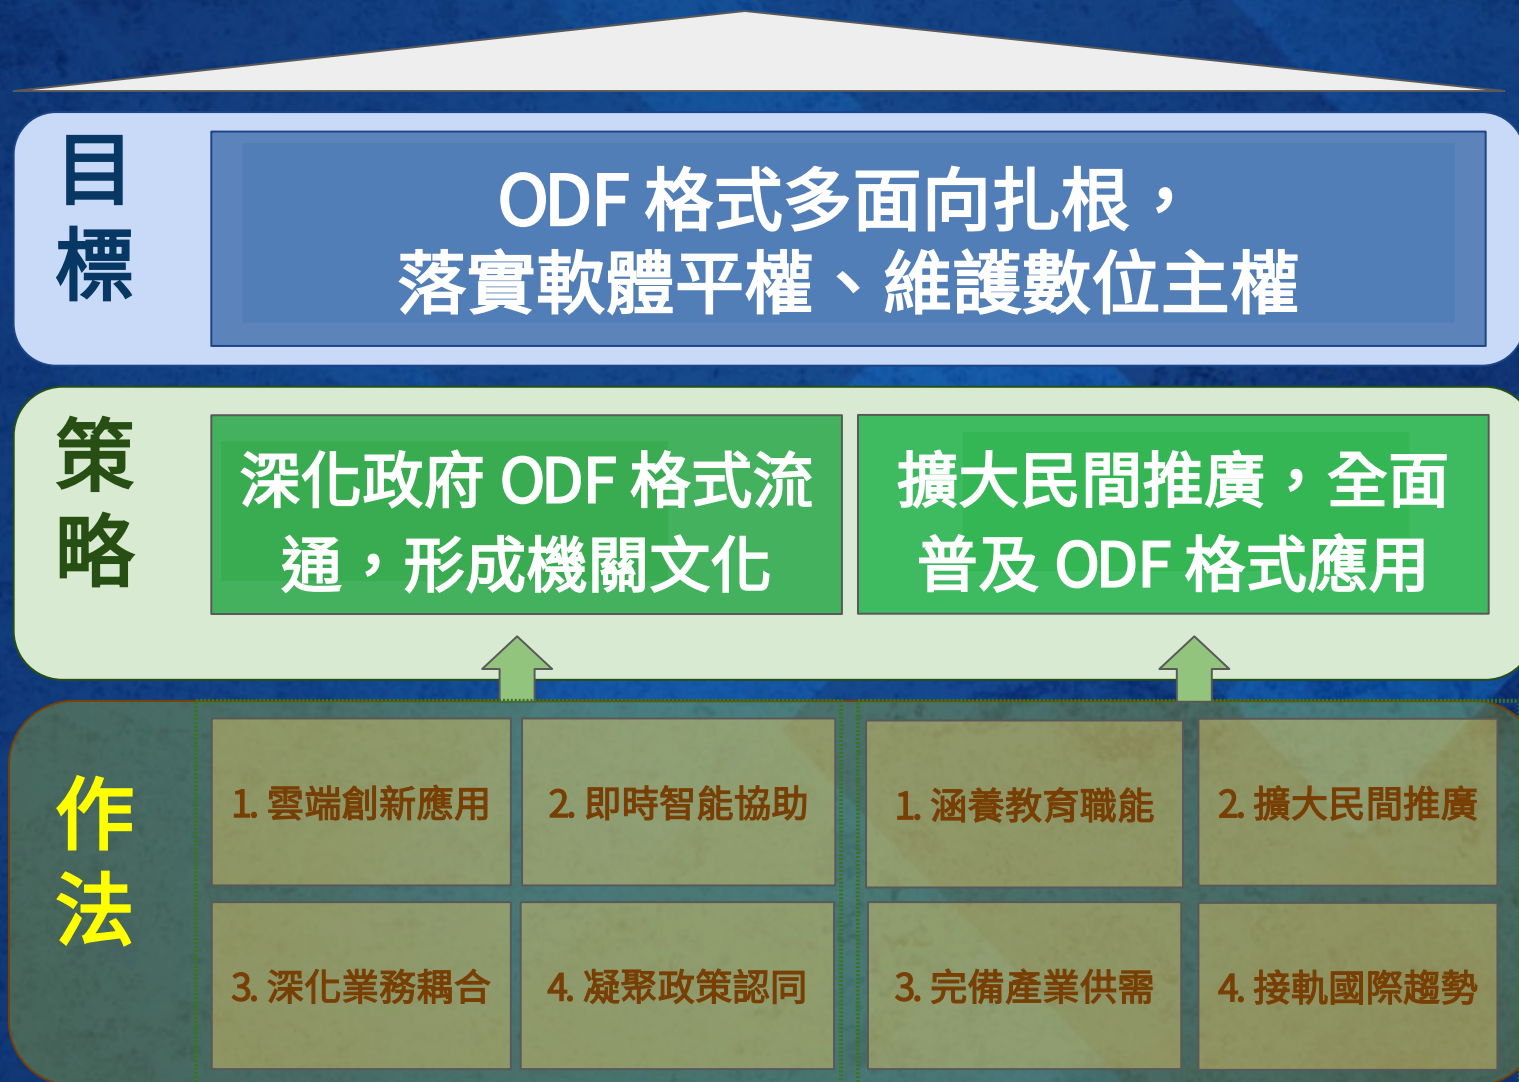 目
標
ODF 格式多面向扎根，
落實軟體平權、維護數位主權
策
略
深化政府 ODF 格式流
通，形成機關文化
擴大民間推廣，全面
普及 ODF 格式應用
作
法
1. 雲端創新應用
2. 即時智能協助
3. 深化業務耦合
4. 凝聚政策認同
1. 涵養教育職能
2. 擴大民間推廣
3. 完備產業供需
4. 接軌國際趨勢